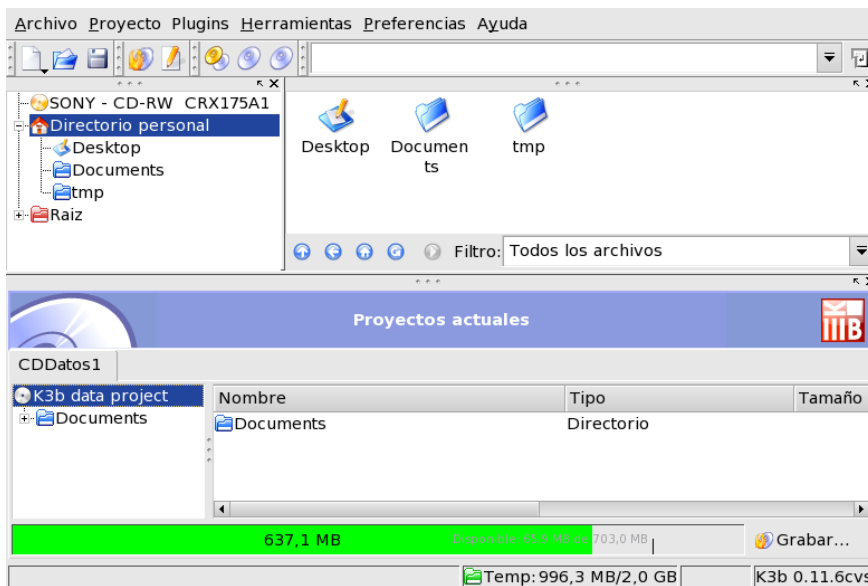 Archivo Proyecto Plugins Herramientas Preferencias Ayuda
SONY - CD-RW CRX175A1
Directorio personal
Desktop
Documents
tmp
Raiz
Desktop
Documen
ts
tmp
Filtro: Todos los archivos
Proyectos actuales
K3B
CDDatos1
K3b data project
Documents
Nombre Tipo Tamaño
Documents Directorio
637,1 MB Disponible: 65,9 MB de 703,0 MB Grabar...
Temp: 996,3 MB/2,0 GB K3b 0.11.6cvs